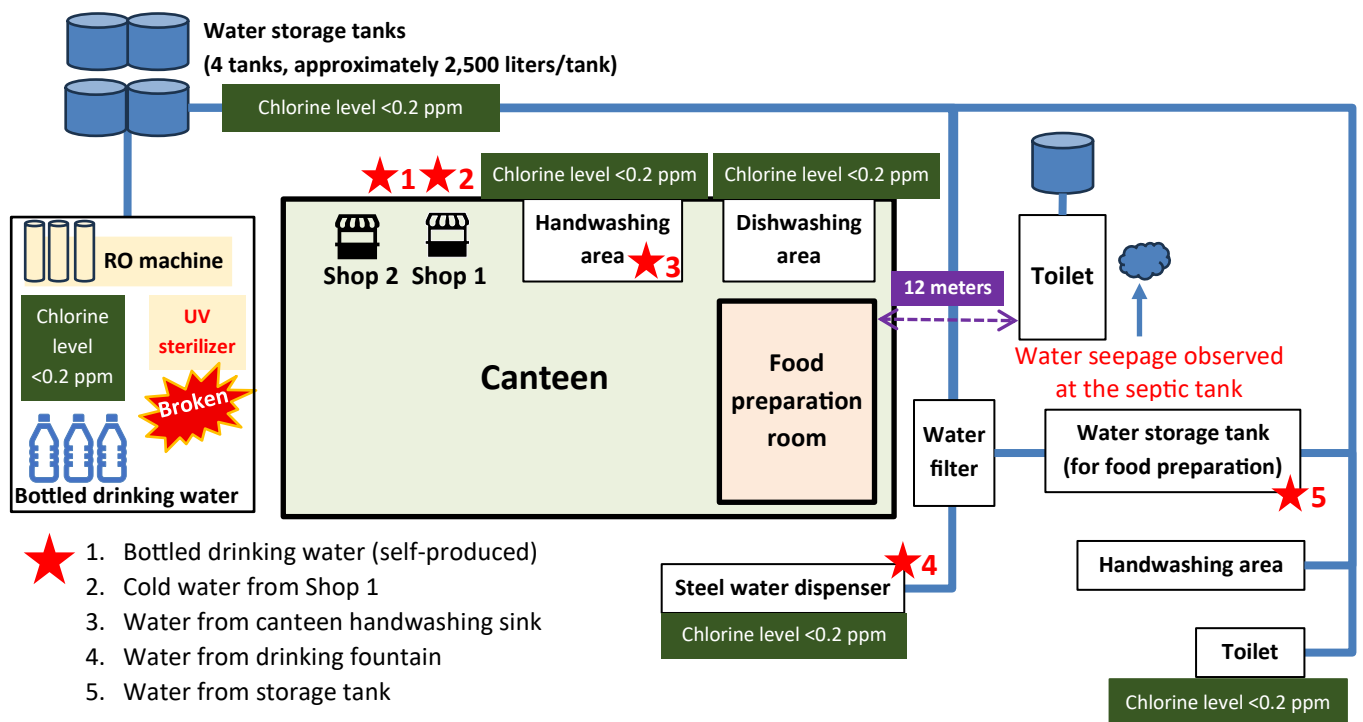 Water storage tanks
(4 tanks, approximately 2,500 liters/tank)
Chlorine level <0.2 ppm
1
2
Chlorine level <0.2 ppm
Chlorine level <0.2 ppm
RO machine
Chlorine
level
<0.2 ppm
UV
sterilizer
Broken
Bottled drinking water
Shop 2
Shop 1
Handwashing
area
3
Dishwashing
area
Canteen
Food
preparation
room
12 meters
Toilet
Water seepage observed
at the septic tank
Water
filter
Water storage tank
(for food preparation)
5
Handwashing area
Toilet
Chlorine level <0.2 ppm
Steel water dispenser
4
Chlorine level <0.2 ppm
1. Bottled drinking water (self-produced)
2. Cold water from Shop 1
3. Water from canteen handwashing sink
4. Water from drinking fountain
5. Water from storage tank